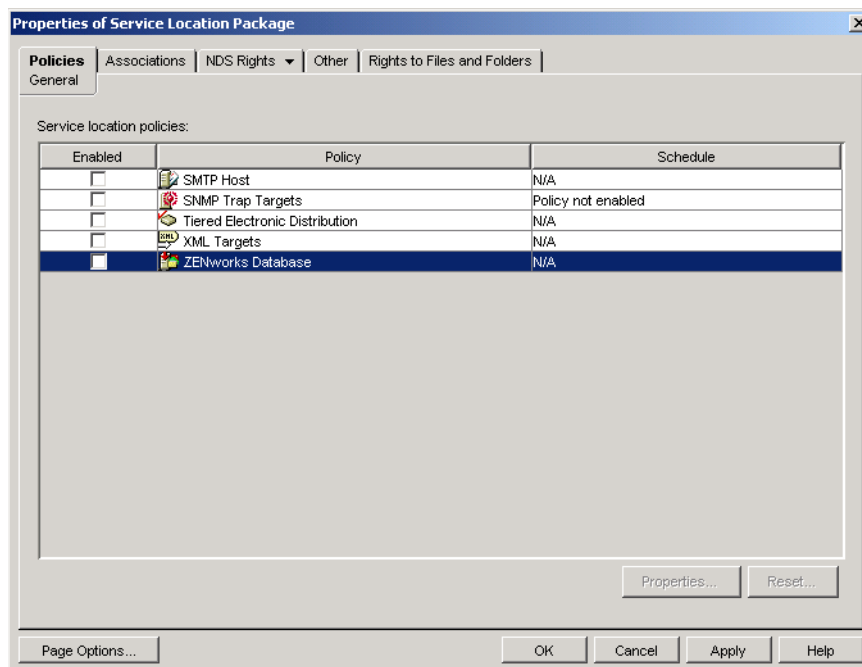 Properties of Service Location Package
Policies Associations NDS Rights Other Rights to Files and Folders
General
Service location policies:
Enabled Policy Schedule
SMTP Host N/A
SNMP Trap Targets Policy not enabled
Tiered Electronic Distribution N/A
XML XML Targets N/A
ZENworks Database N/A
Properties... Reset...
Page Options... OK Cancel Apply Help